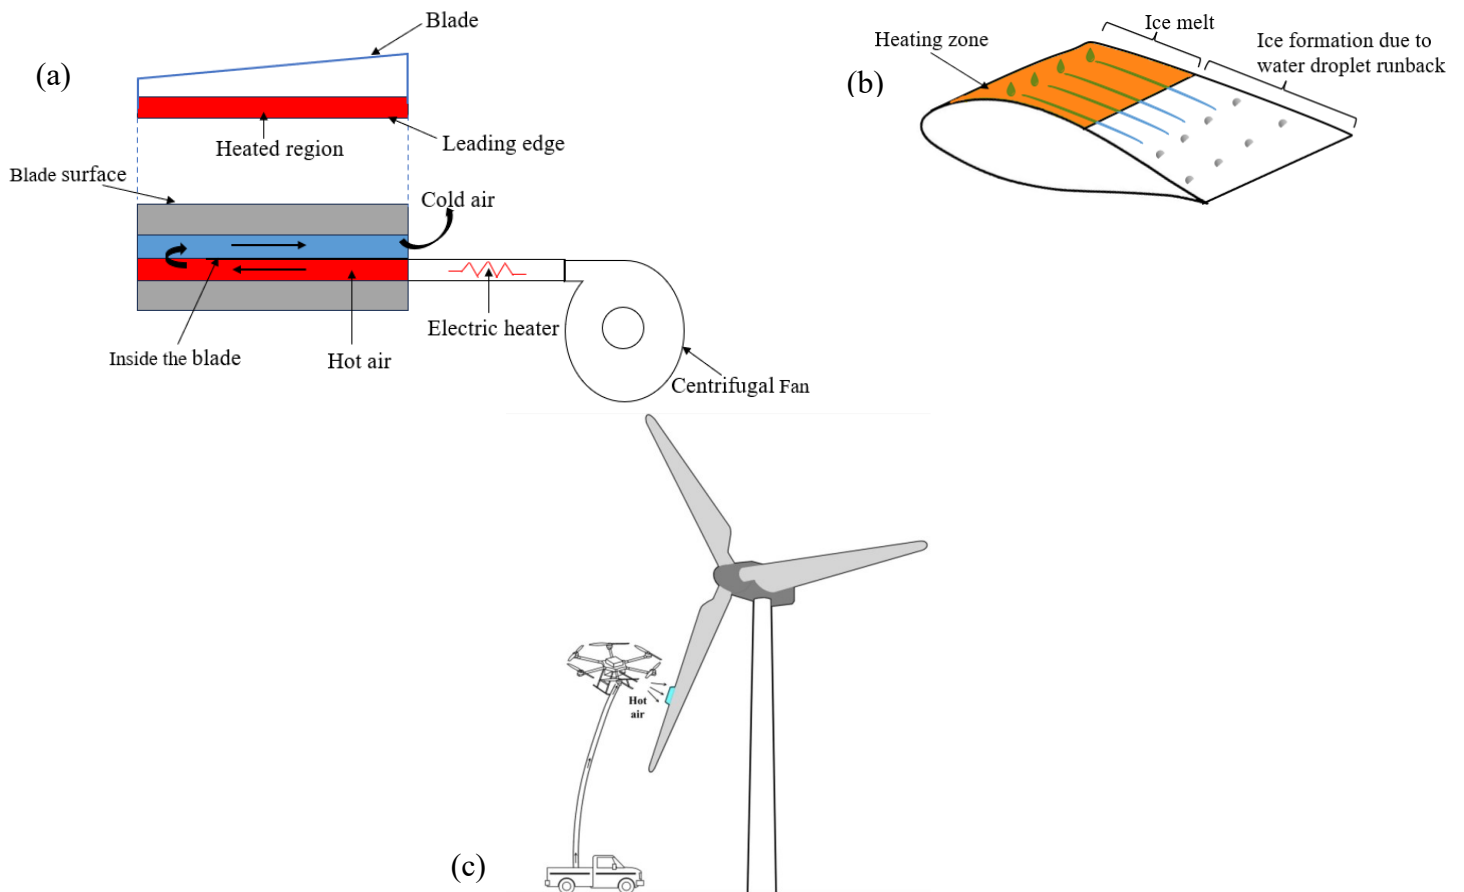 (a)
Blade
Heated region
Leading edge
Blade surface
Cold air
Electric heater
Inside the blade
Hot air
Centrifugal Fan
(b)
Heating zone
Ice melt
Ice formation due to
water droplet runback
Hot
air
(c)